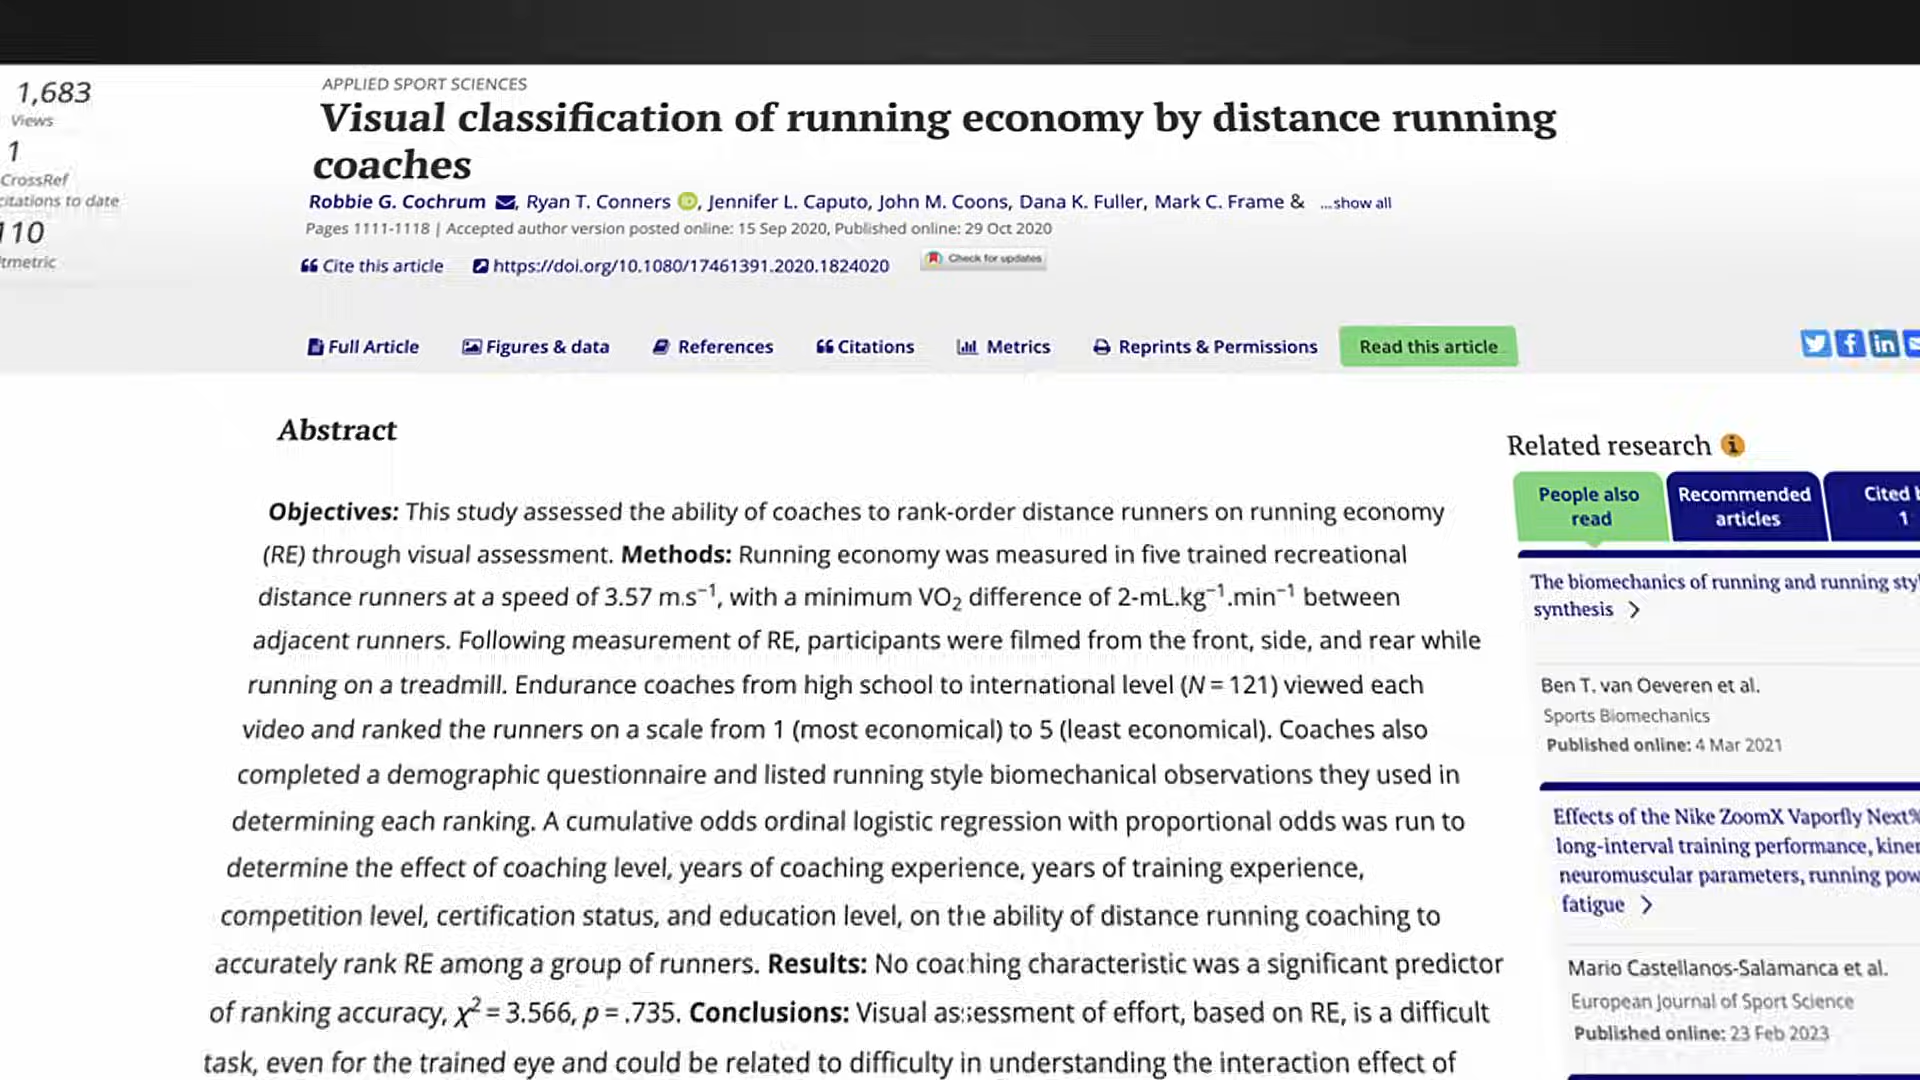 1,683
Views
1
CrossRef
citations to date
110
APPLIED SPORT SCIENCES
Visual classification of running economy by distance running
coaches
Robbie G. Cochrum, Ryan T. Conners iD, Jennifer L. Caputo, John M. Coons, Dana K. Fuller, Mark C. Frame & ...show all
Pages 1111-1118 | Accepted author version posted online: 15 Sep 2020, Published online: 29 Oct 2020
Cite this article https://doi.org/10.1080/17461391.2020.1824020 Check for updates
Full Article Figures & data References Citations Metrics Reprints & Permissions Read this article
Abstract
Objectives: This study assessed the ability of coaches to rank-order distance runners on running economy
(RE) through visual assessment. Methods: Running economy was measured in five trained recreational
distance runners at a speed of 3.57 m.s⁻¹, with a minimum VO₂ difference of 2-mL.kg⁻¹.min⁻¹ between
adjacent runners. Following measurement of RE, participants were filmed from the front, side, and rear while
running on a treadmill. Endurance coaches from high school to international level (N = 121) viewed each
video and ranked the runners on a scale from 1 (most economical) to 5 (least economical). Coaches also
completed a demographic questionnaire and listed running style biomechanical observations they used in
determining each ranking. A cumulative odds ordinal logistic regression with proportional odds was run to
determine the effect of coaching level, years of coaching experience, years of training experience,
competition level, certification status, and education level, on the ability of distance running coaching to
accurately rank RE among a group of runners. Results: No coaching characteristic was a significant predictor
of ranking accuracy, χ² = 3.566, p = .735. Conclusions: Visual assessment of effort, based on RE, is a difficult
task, even for the trained eye and could be related to difficulty in understanding the interaction effect of
Related research
People also
read
Recommended
articles
Cited
1
The biomechanics of running and running
synthesis
Ben T. van Oeveren et al.
Sports Biomechanics
Published online: 4 Mar 2021
Effects of the Nike ZoomX Vaporfly Next%
long-interval training performance,
neuromuscular parameters, running
fatigue
Mario Castellanos-Salamanca et al.
European Journal of Sport Science
Published online: 23 Feb 2023